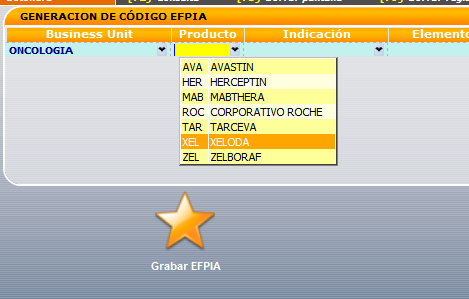 GENERACION DE CÓDIGO EFPIA
Business Unit Producto Indicación Elemento
ONCOLOGIA
AVA AVASTIN
HER HERCEPTIN
MAB MABTHERA
ROC CORPORATIVO ROCHE
TAR TARCEVA
XEL XELODA
ZEL ZELBORAF
Grabar EFPIA